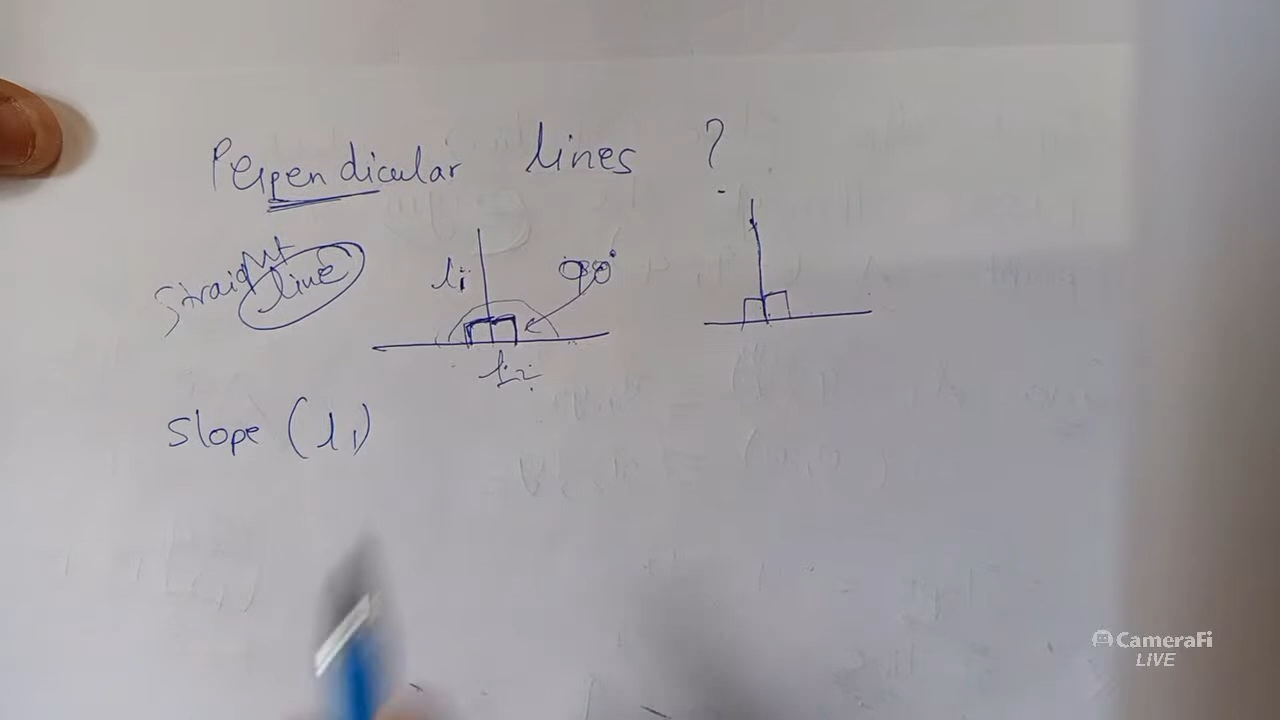 Perpendicular lines ?
straight line
l1
90°
l2
slope (l1)
CameraFi
LIVE